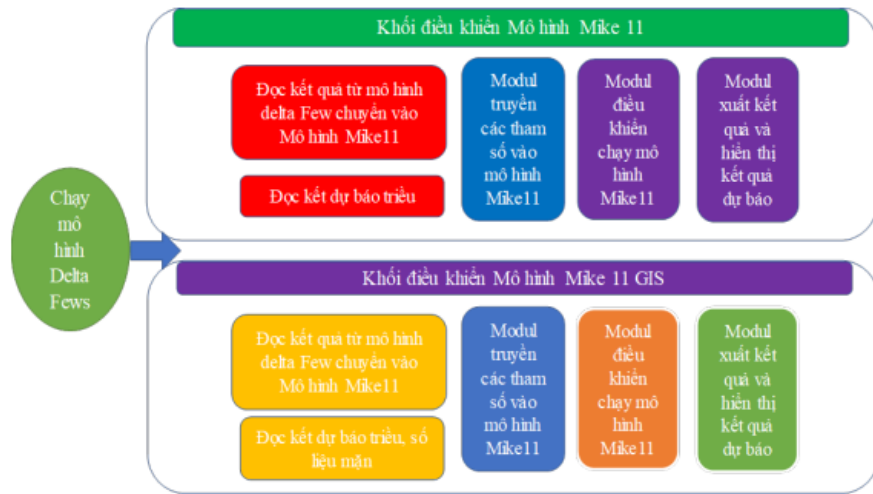 Khối điều khiển Mô hình Mike 11
Đọc kết quả từ mô hình
delta Few chuyển vào
Mô hình Mike11
Đọc kết dự báo triều
Modul
truyền
các tham
số vào
mô hình
Mike11
Modul
điều
khiển
chạy mô
hình
Mike11
Modul
xuất kết
quả và
hiển thị
kết quả
dự báo
Chạy
mô
hình
Delta
Fews
Khối điều khiển Mô hình Mike 11 GIS
Đọc kết quả từ mô hình
delta Few chuyển vào
Mô hình Mike11
Đọc kết dự báo triều, số
liệu mặn
Modul
truyền
các tham
số vào
mô hình
Mike11
Modul
điều
khiển
chạy mô
hình
Mike11
Modul
xuất kết
quả và
hiển thị
kết quả
dự báo